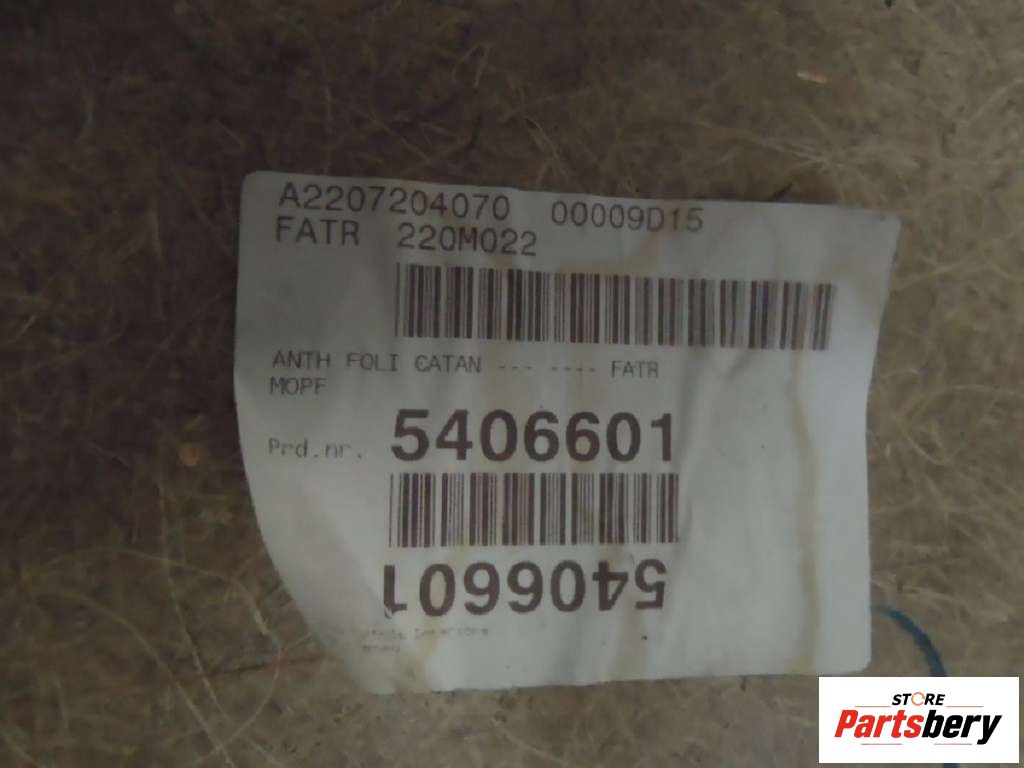 A2207204070 00009D15
FATR 220M022
ANTH FOLI CATAN --- ---- FATR
MOPF
Prd.nr. 5406601
5406601
STORE
Partsbery